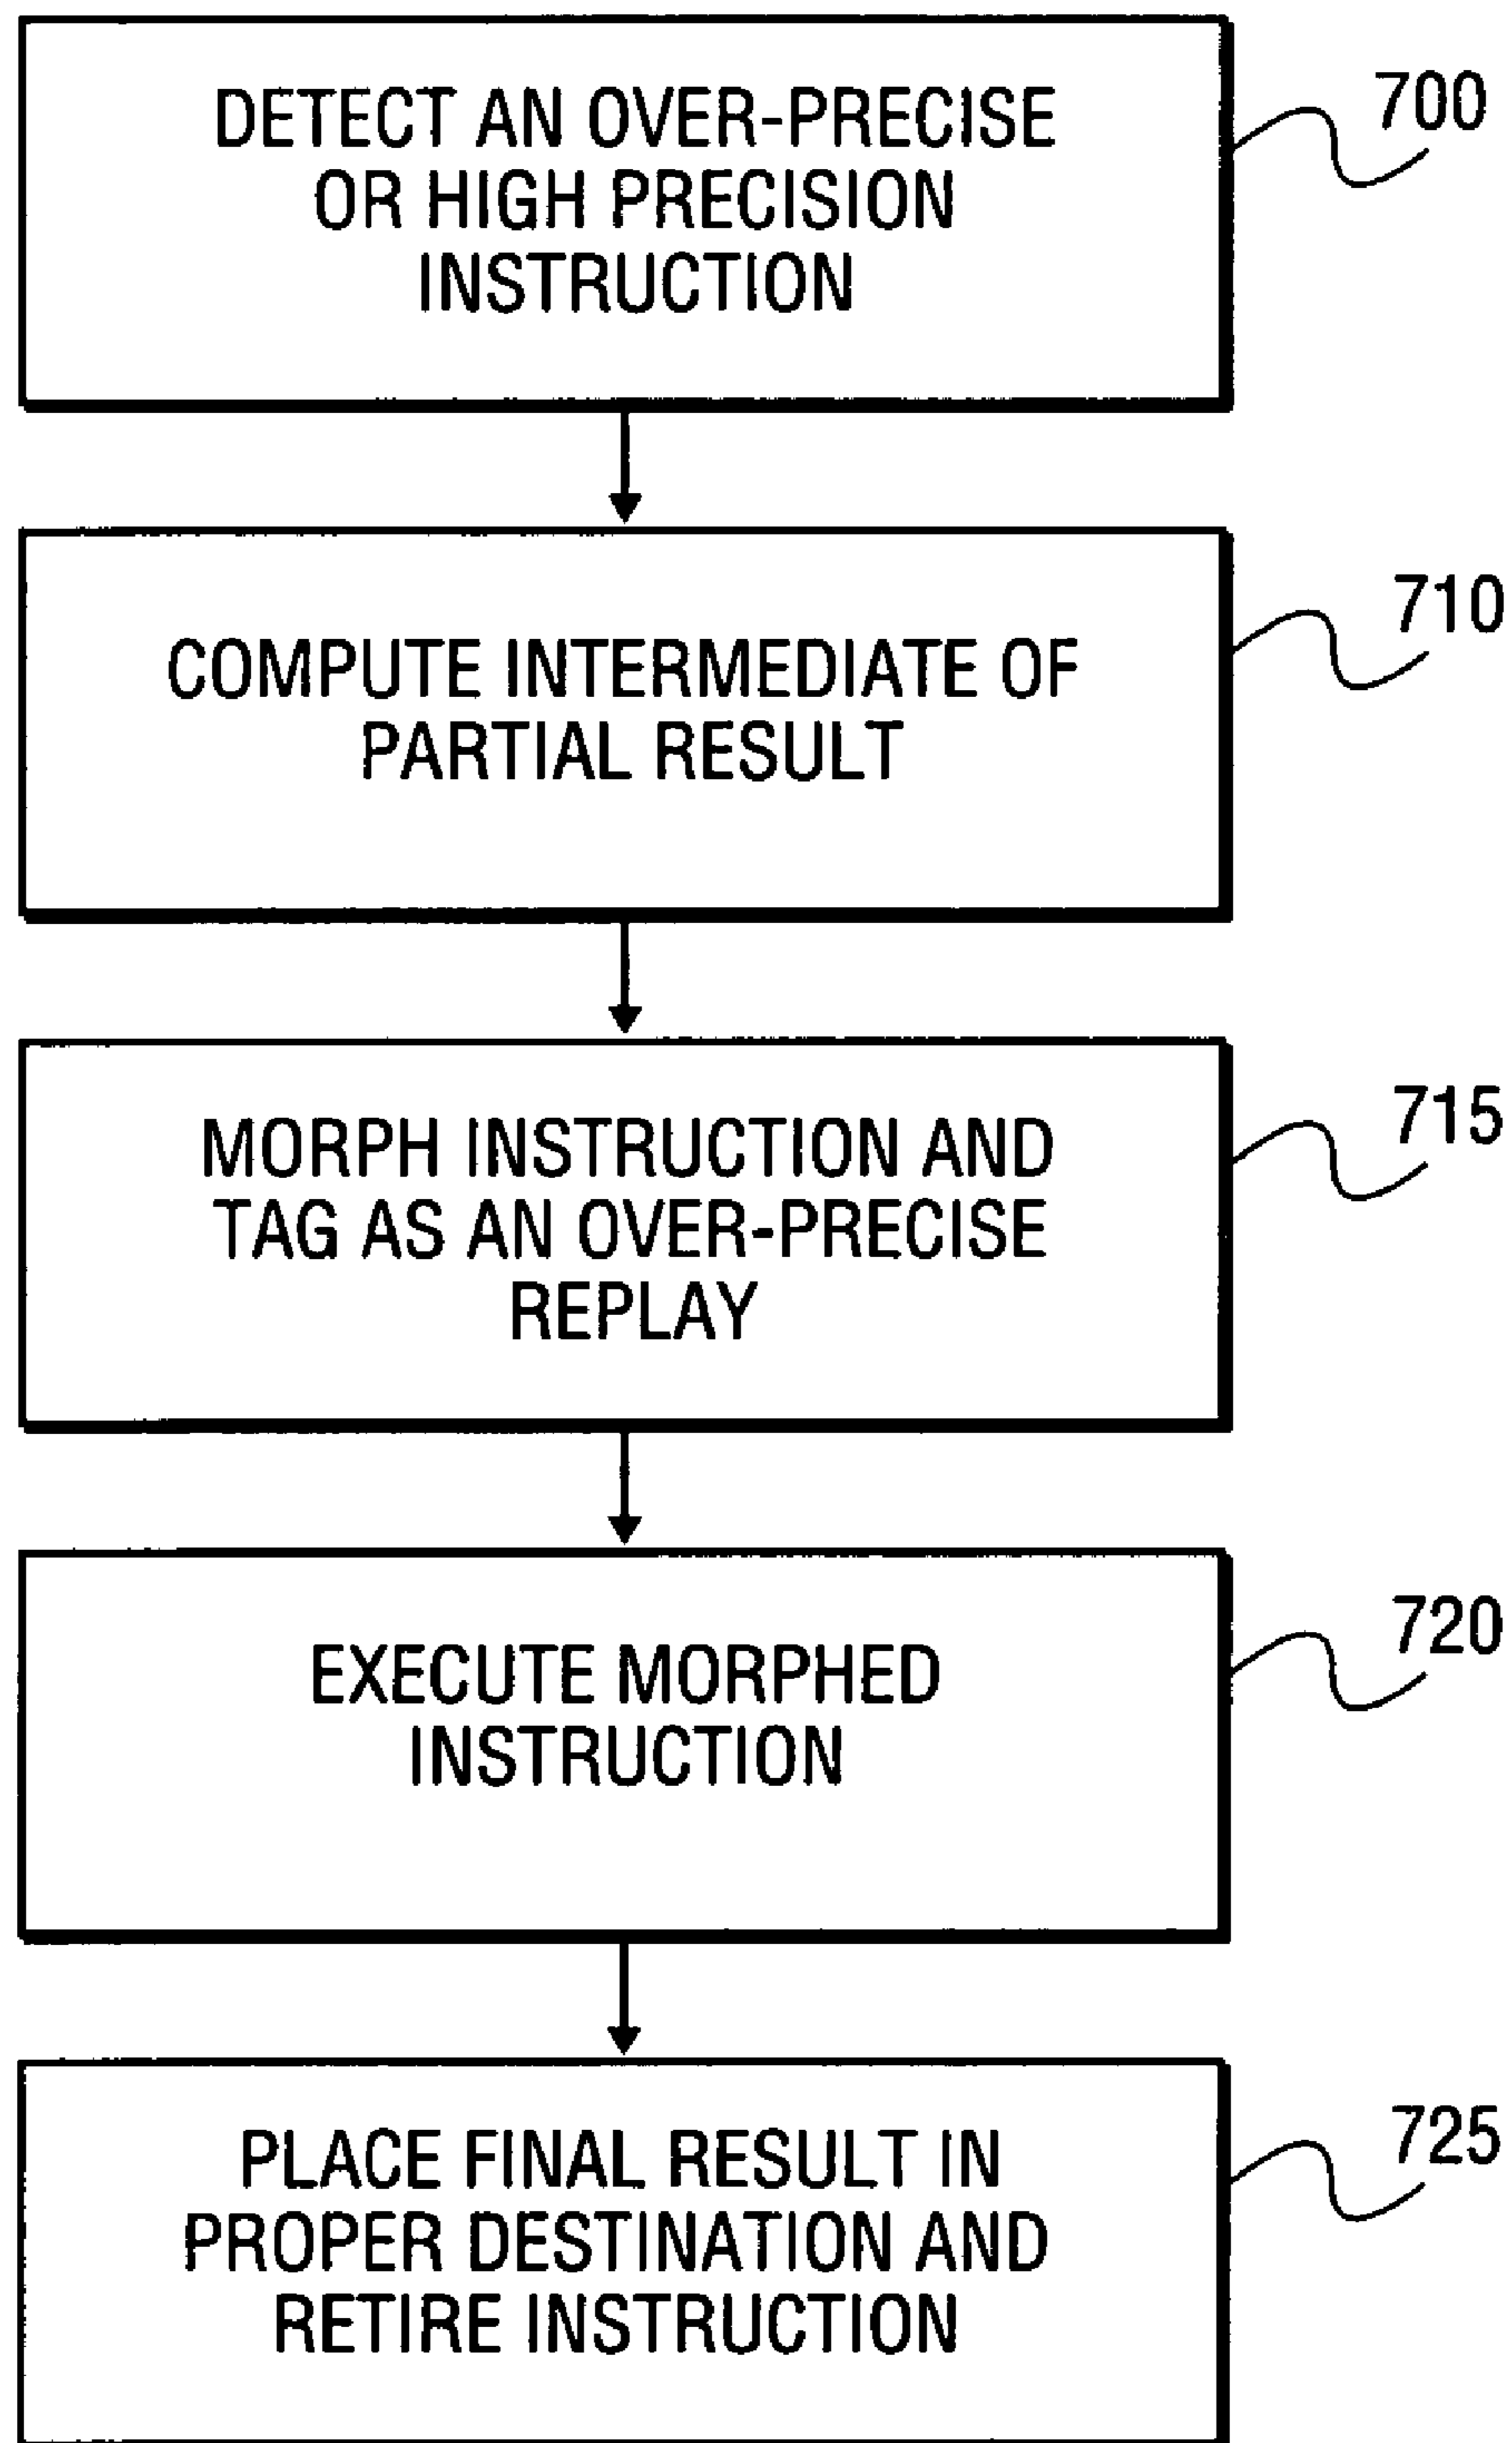 DETECT AN OVER-PRECISE
OR HIGH PRECISION
INSTRUCTION
700
COMPUTE INTERMEDIATE OF
PARTIAL RESULT
710
MORPH INSTRUCTION AND
TAG AS AN OVER-PRECISE
REPLAY
715
EXECUTE MORPHED
INSTRUCTION
720
PLACE FINAL RESULT IN
PROPER DESTINATION AND
RETIRE INSTRUCTION
725